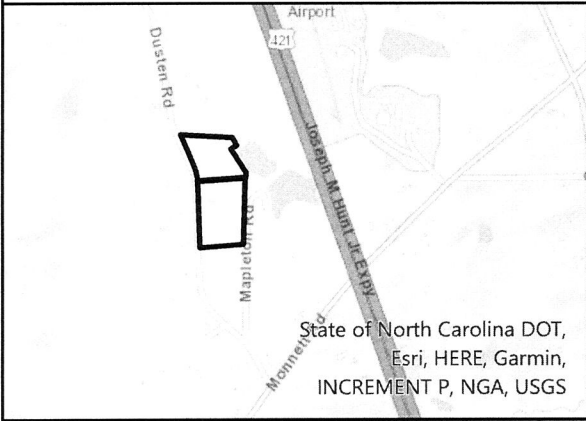 Airport
421
Dusten Rd
Joseph M Hunt Jr Expy
Mapleton Rd
Monnett Rd
State of North Carolina DOT,
Esri, HERE, Garmin,
INCREMENT P, NGA, USGS